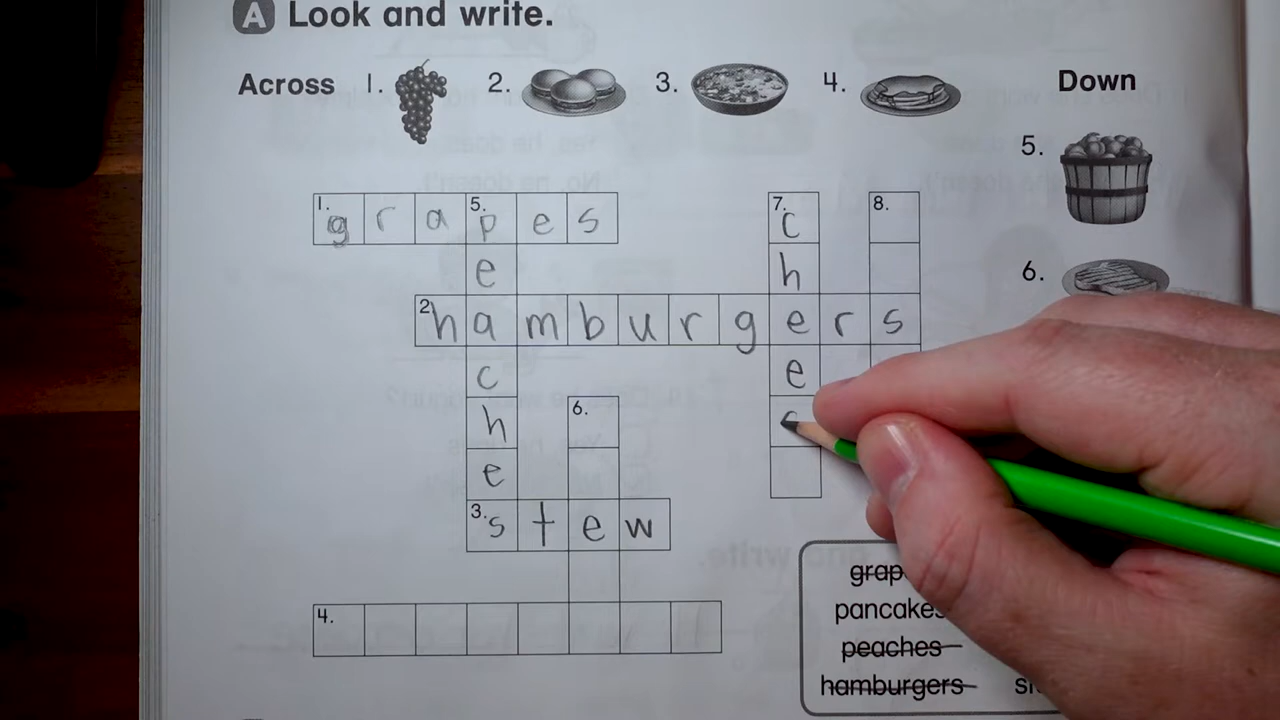 A Look and write.
Across 1. 2. 3. 4. Down
5.
6.
1. g r a p e s
5. p e a c h e s
2. h a m b u r g e r s
7. c h e e s
8.
6.
3. s t e w
4.
grap
pancakes
peaches
hamburgers